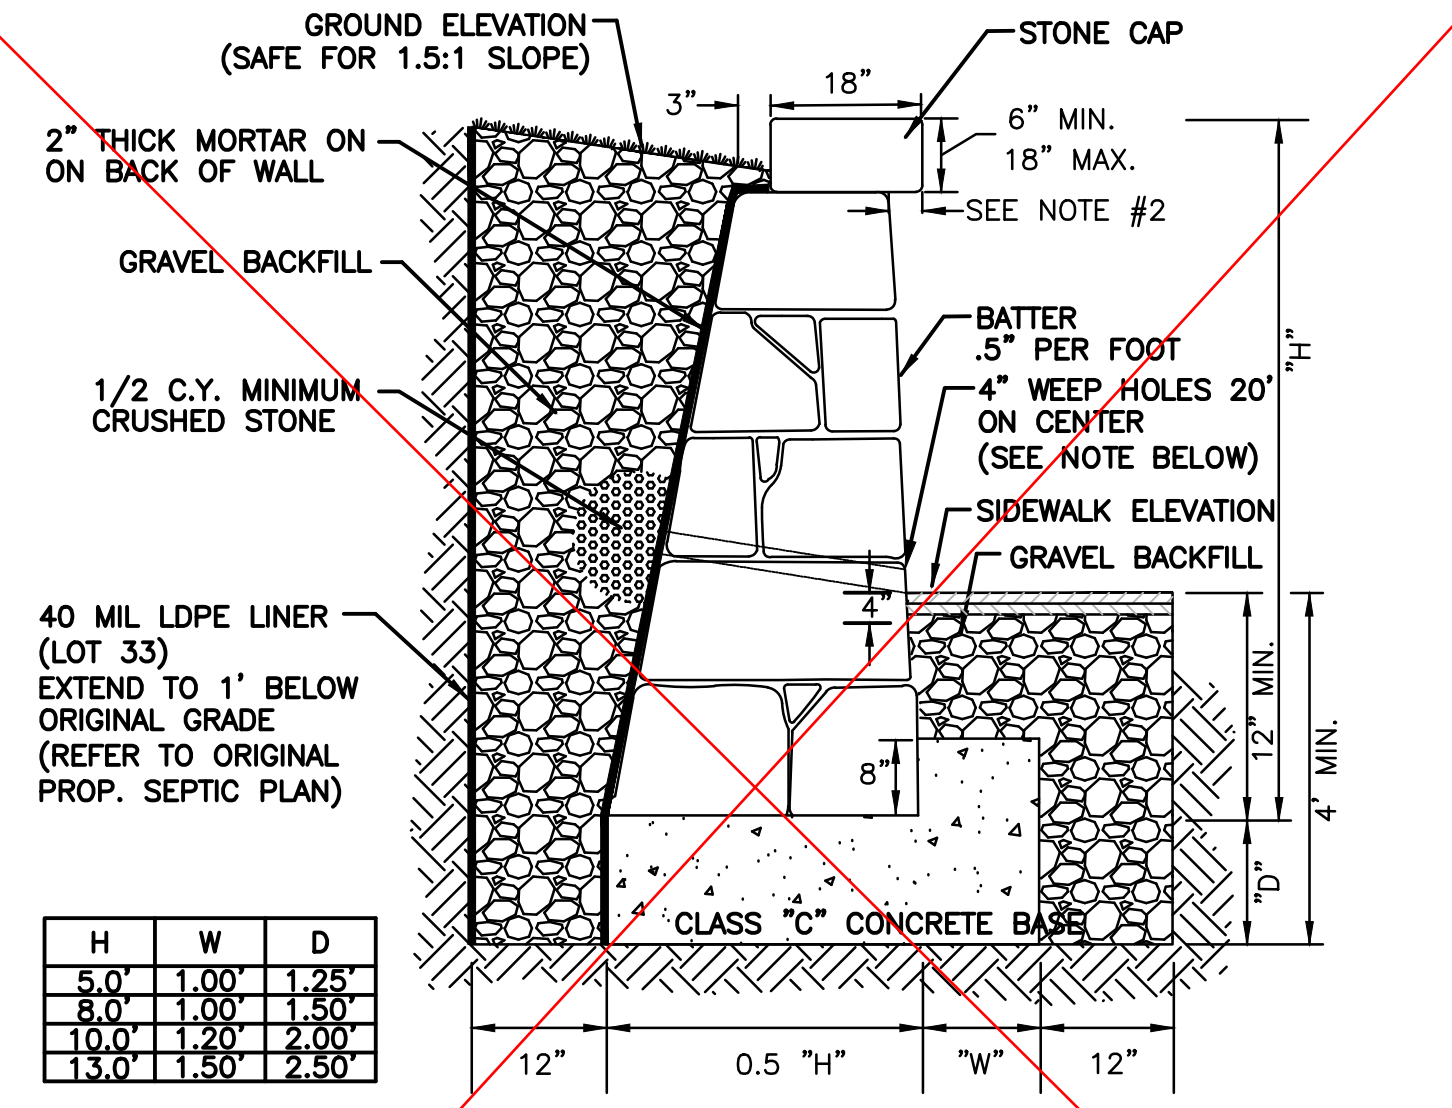 GROUND ELEVATION
(SAFE FOR 1.5:1 SLOPE)
STONE CAP
3"
18"
6" MIN.
18" MAX.
2" THICK MORTAR ON
ON BACK OF WALL
SEE NOTE #2
GRAVEL BACKFILL
BATTER
.5" PER FOOT
"H"
1/2 C.Y. MINIMUM
CRUSHED STONE
4" WEEP HOLES 20'
ON CENTER
(SEE NOTE BELOW)
SIDEWALK ELEVATION
GRAVEL BACKFILL
4"
40 MIL LDPE LINER
(LOT 33)
EXTEND TO 1' BELOW
ORIGINAL GRADE
(REFER TO ORIGINAL
PROP. SEPTIC PLAN)
12" MIN.
4' MIN.
8"
"D"
CLASS "C" CONCRETE BASE
H W D
5.0' 1.00' 1.25'
8.0' 1.00' 1.50'
10.0' 1.20' 2.00'
13.0' 1.50' 2.50'
12" 0.5 "H" "W" 12"